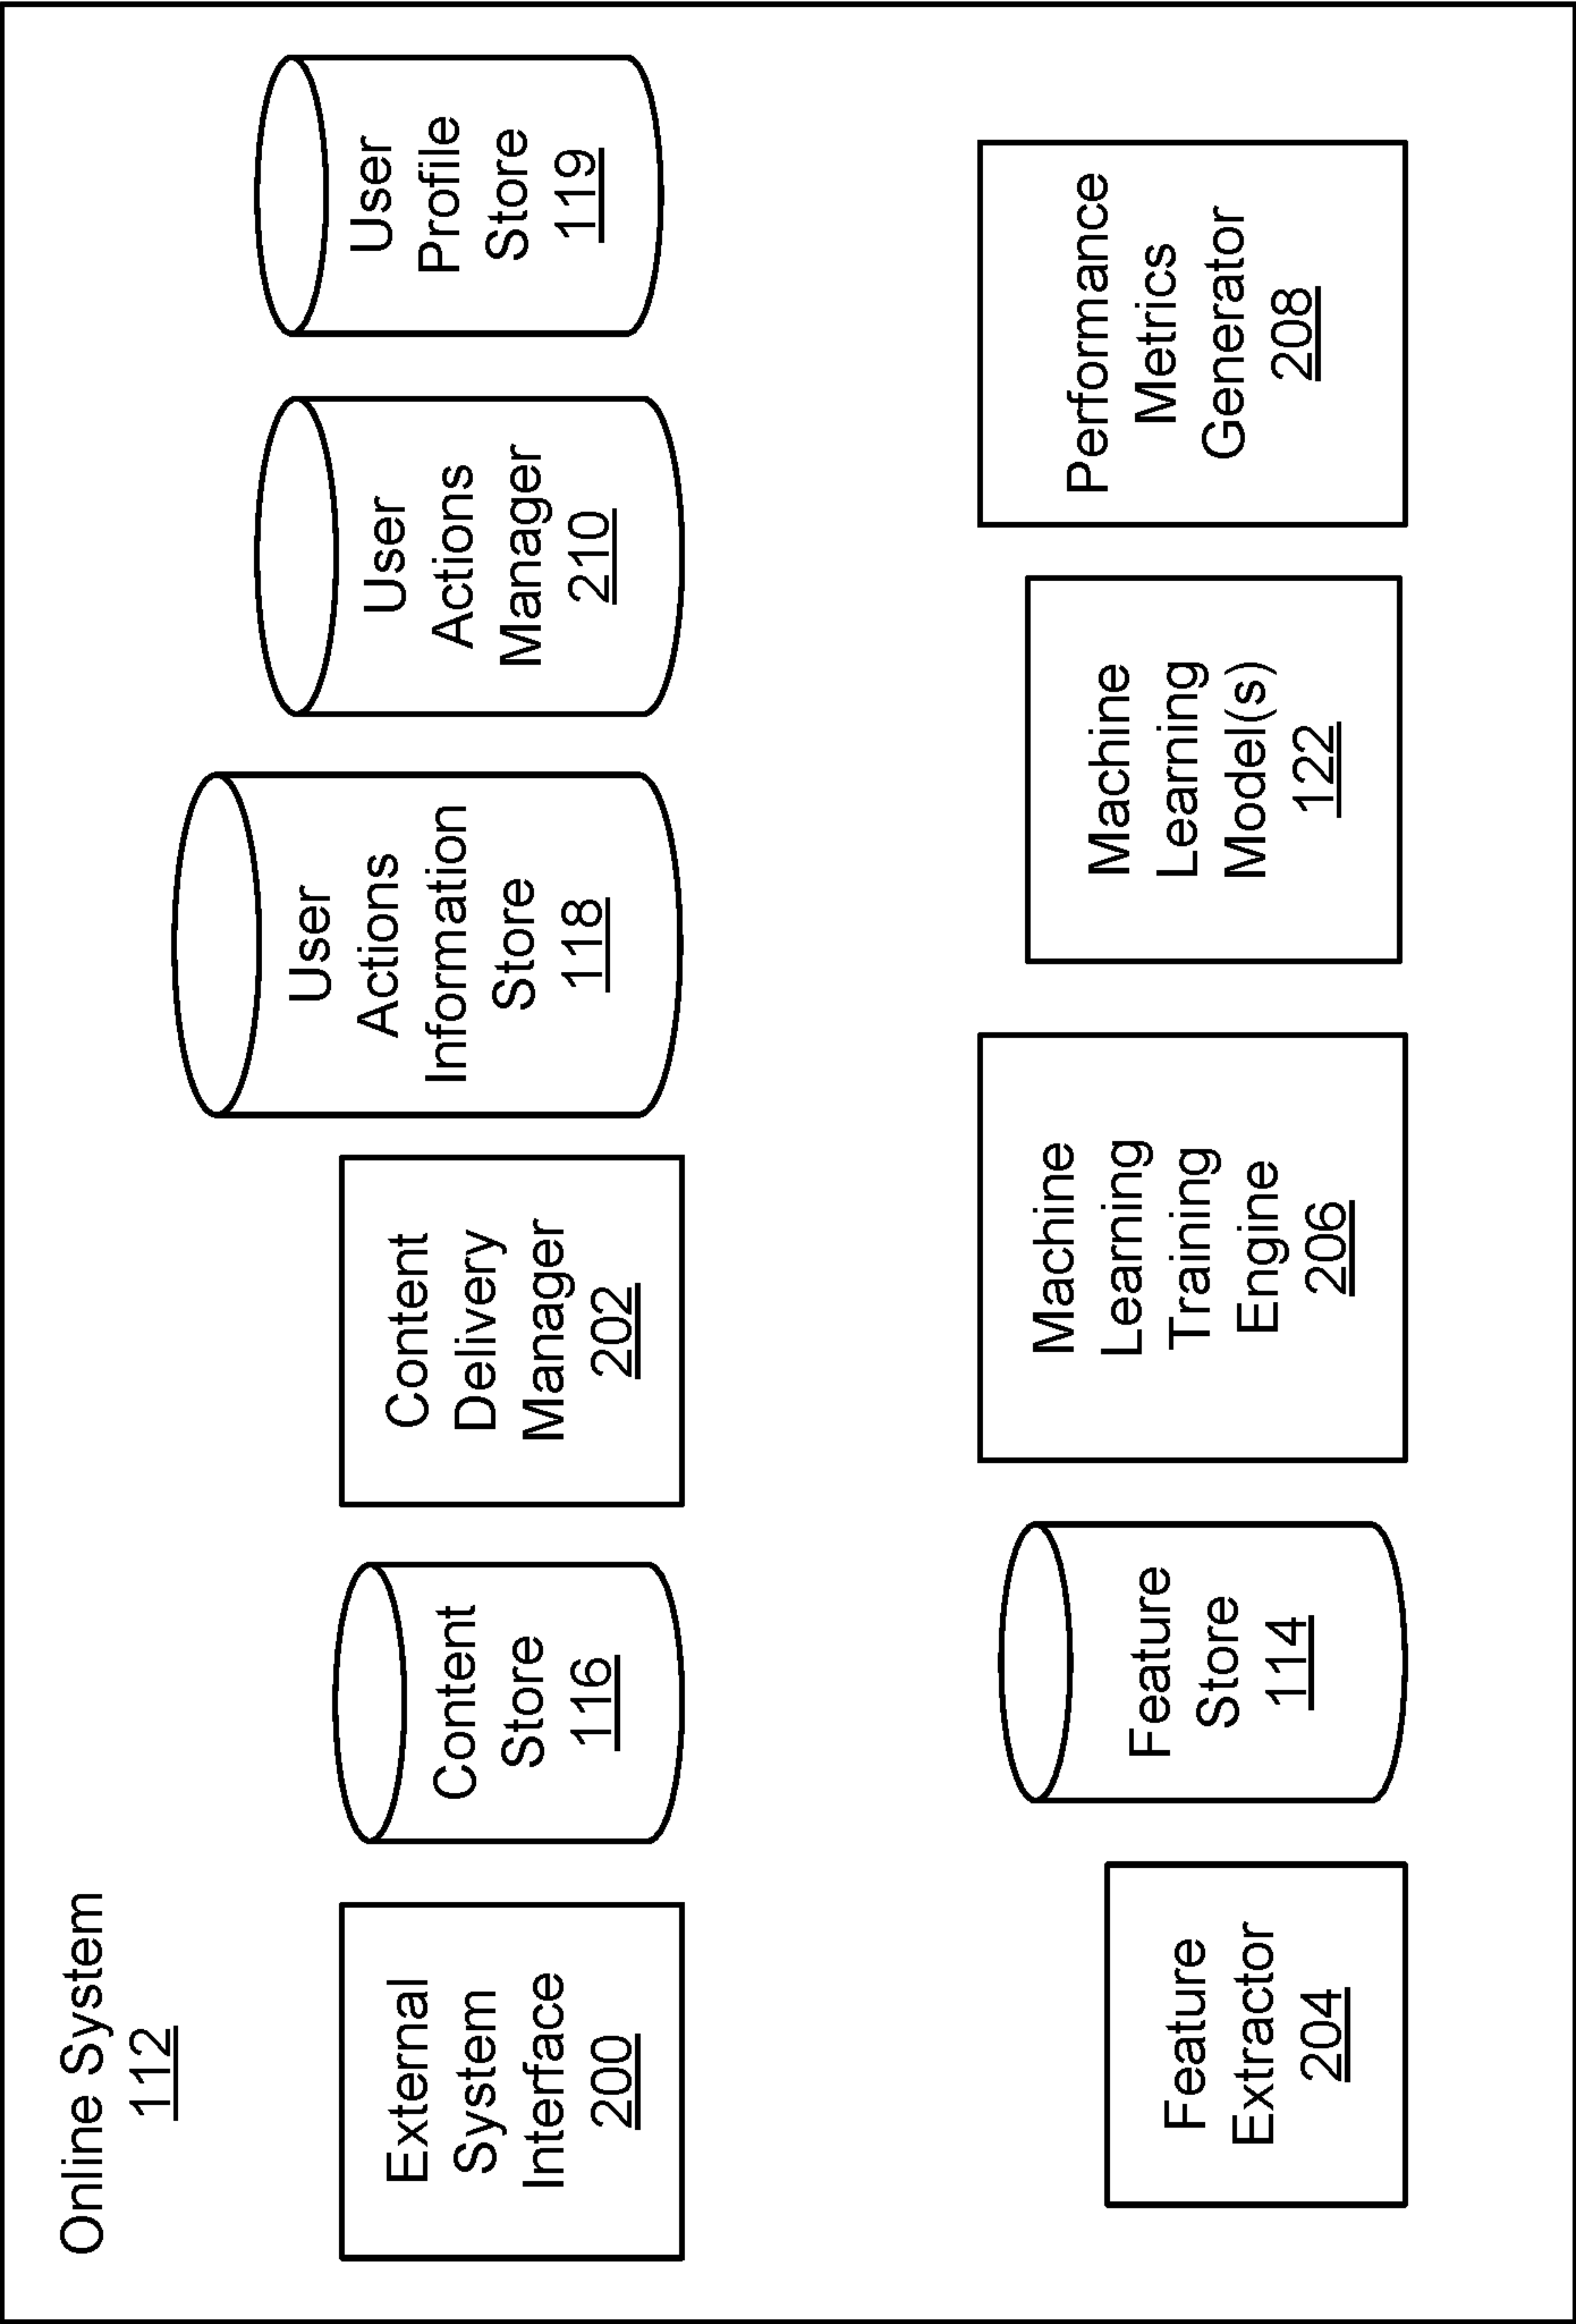 Online System
112
External
System
Interface
200
Content
Store
116
Content
Delivery
Manager
202
User
Actions
Information
Store
118
User
Actions
Manager
210
User
Profile
Store
119
Feature
Extractor
204
Feature
Store
114
Machine
Learning
Training
Engine
206
Machine
Learning
Model(s)
122
Performance
Metrics
Generator
208